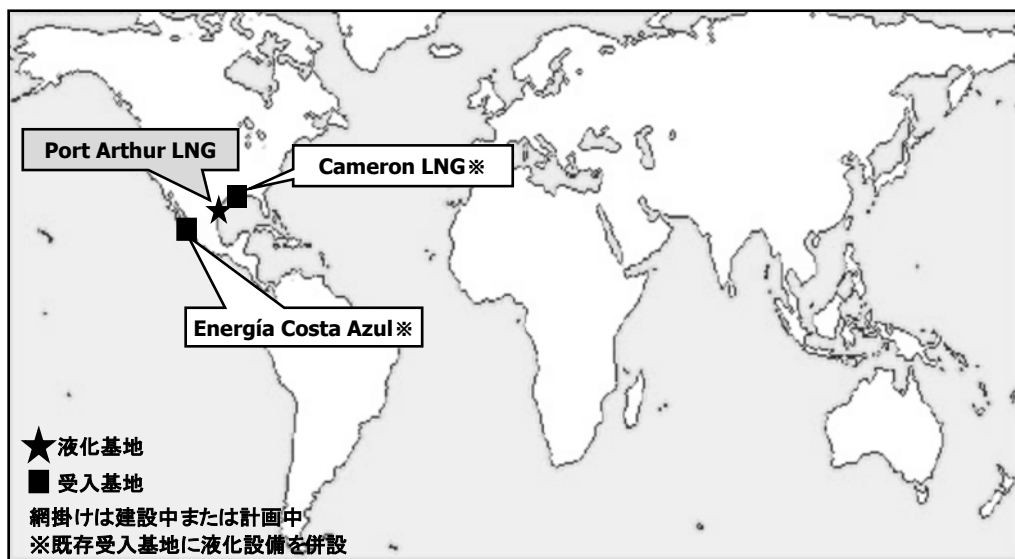 Port Arthur LNG
Cameron LNG※
Energía Costa Azul※
★液化基地
■ 受入基地
網掛けは建設中または計画中
※既存受入基地に液化設備を併設